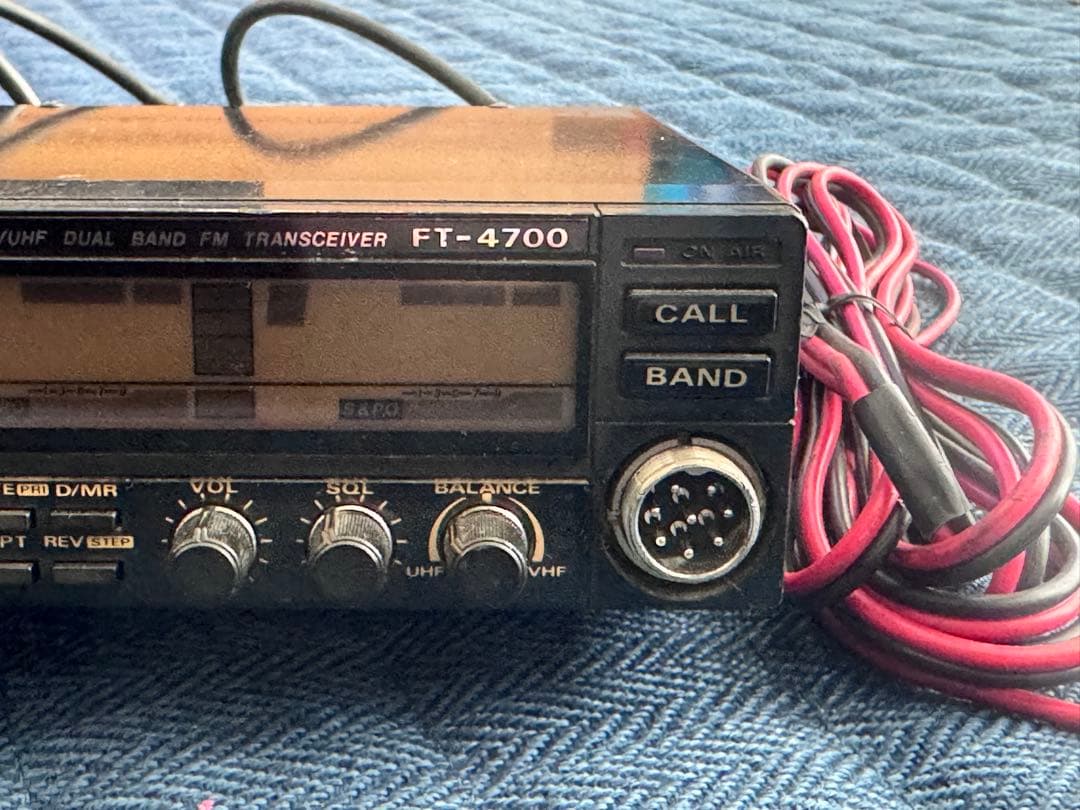 /UHF DUAL BAND FM TRANSCEIVER FT-4700
ON AIR
CALL
BAND
S & P.O
E PRI D/MR
VOL
SQL
BALANCE
PT REV STEP
UHF
VHF